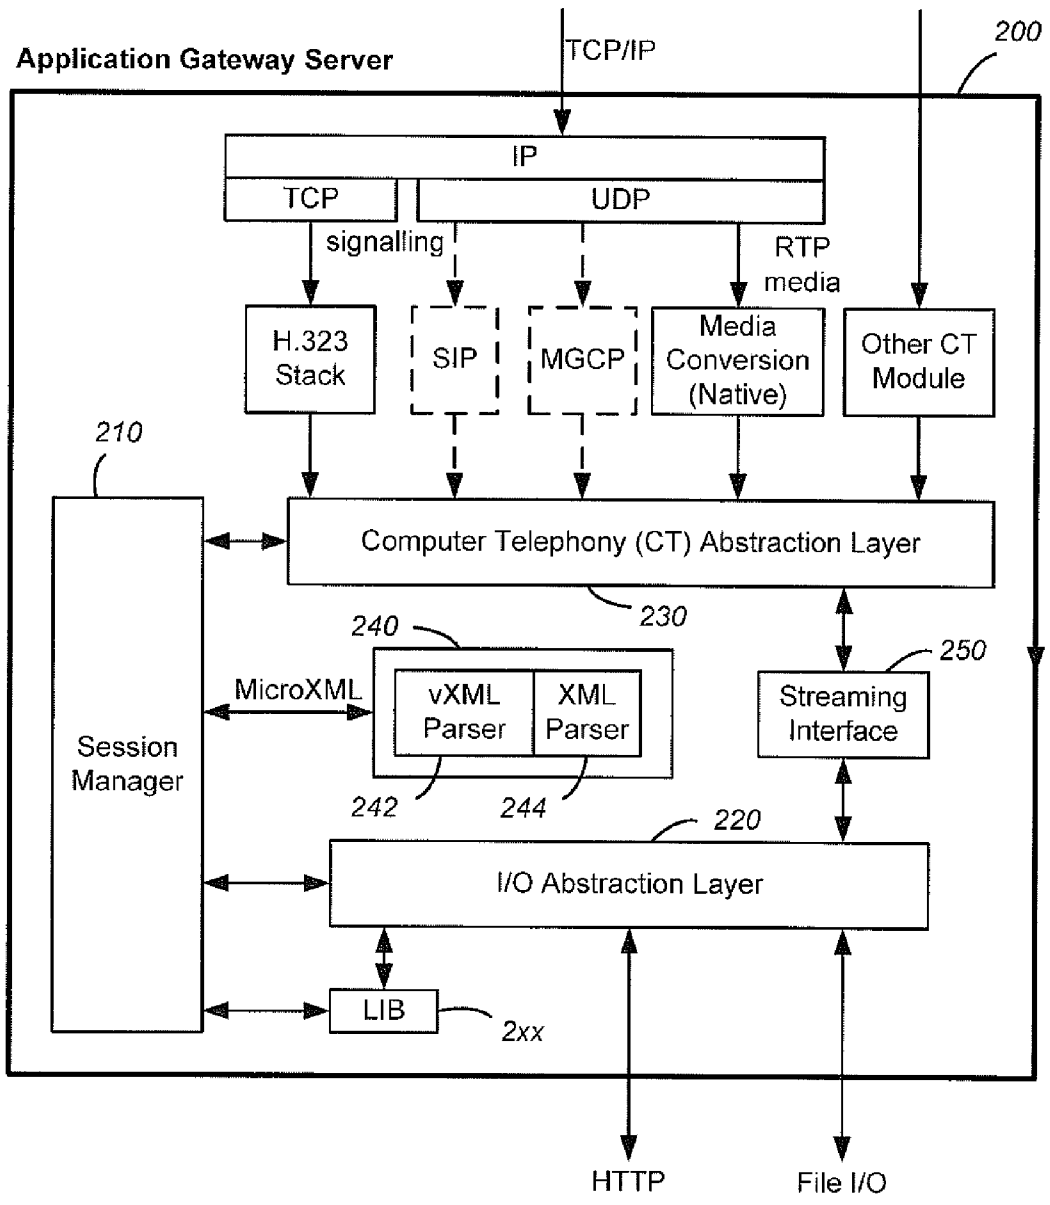 200
TCP/IP
Application Gateway Server
IP
TCP
UDP
signalling
RTP
media
H.323
Stack
SIP
MGCP
Media
Conversion
(Native)
Other CT
Module
210
Computer Telephony (CT) Abstraction Layer
230
240
250
MicroXML
vXML
Parser
XML
Parser
Streaming
Interface
Session
Manager
242
244
220
I/O Abstraction Layer
LIB
2xx
HTTP
File I/O